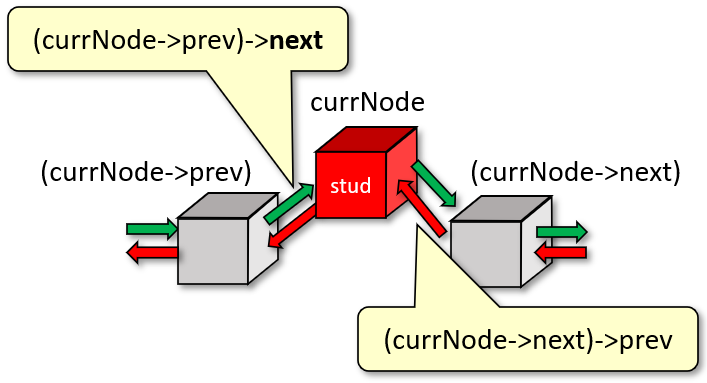 (currNode->prev)->next
currNode
(currNode->prev)
(currNode->next)
stud
(currNode->next)->prev